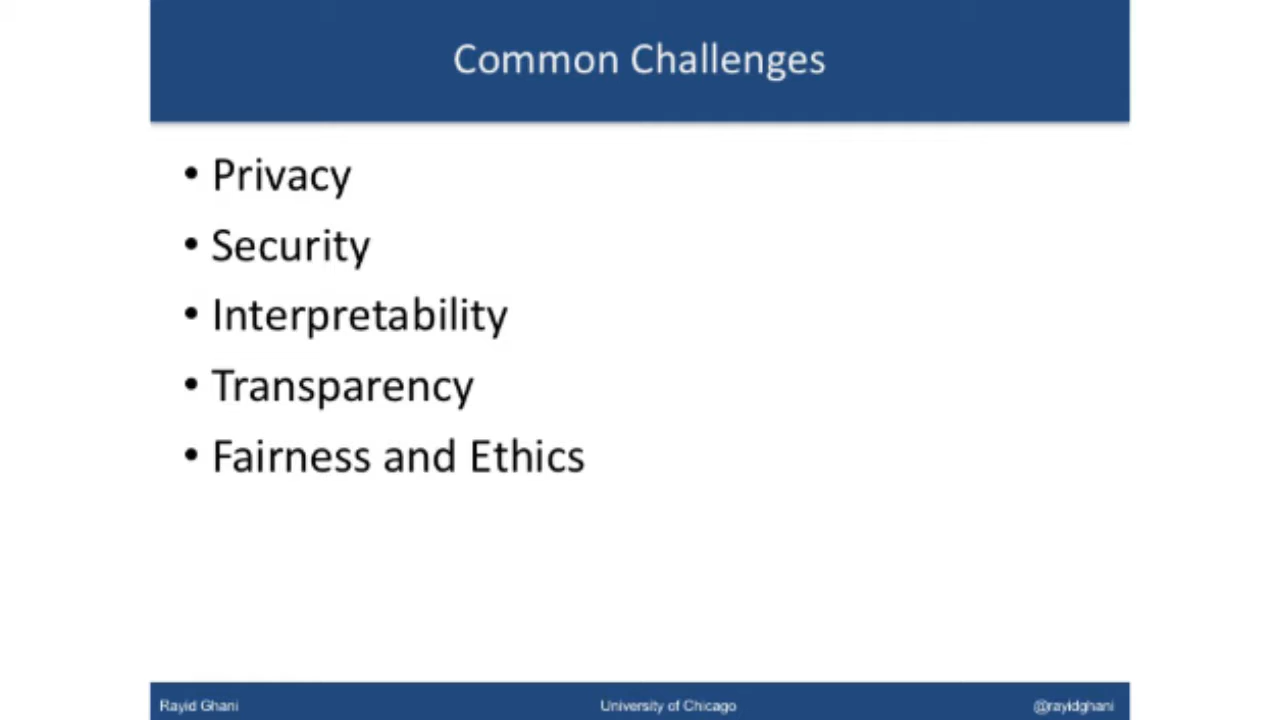 Common Challenges
• Privacy
• Security
• Interpretability
• Transparency
• Fairness and Ethics
Rayid Ghani University of Chicago @rayidghani